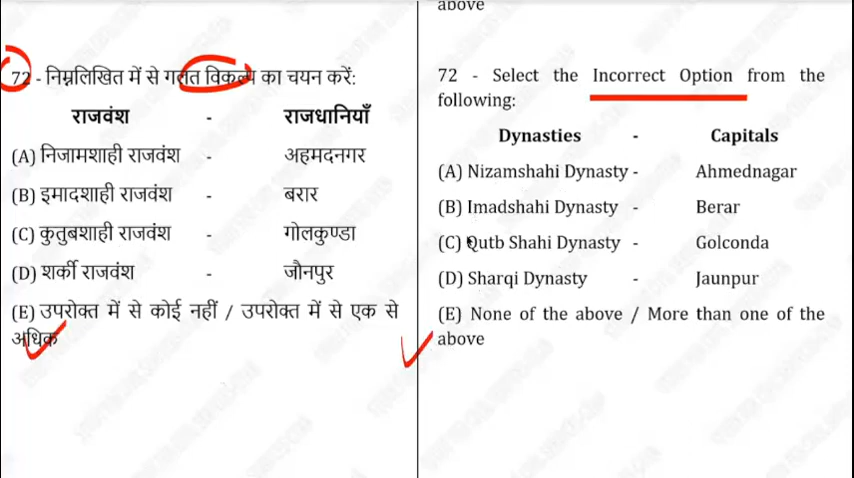 72 - निम्नलिखित में से गलत विकल्प का चयन करें:
राजवंश - राजधानियाँ
(A) निजामशाही राजवंश - अहमदनगर
(B) इमादशाही राजवंश - बरार
(C) कुतुबशाही राजवंश - गोलकुण्डा
(D) शर्की राजवंश - जौनपुर
(E) उपरोक्त में से कोई नहीं / उपरोक्त में से एक से
अधिक
above
72 - Select the Incorrect Option from the
following:
Dynasties - Capitals
(A) Nizamshahi Dynasty - Ahmednagar
(B) Imadshahi Dynasty - Berar
(C) Qutb Shahi Dynasty - Golconda
(D) Sharqi Dynasty - Jaunpur
(E) None of the above / More than one of the
above